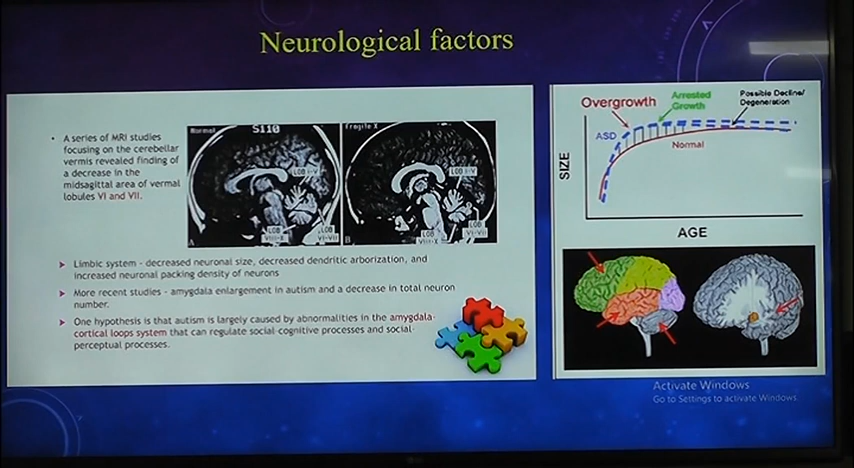 Neurological factors
• A series of MRI studies
focusing on the cerebellar
vermis revealed finding of
a decrease in the
midsagittal area of vermal
lobules VI and VII.
Normal
S110
LOB I-V
LOB
VIII-X
LOB
VI-VII
A
Fragile X
LOB I-V
LOB
VIII-X
LOB
VI-VII
B
➤ Limbic system - decreased neuronal size, decreased dendritic arborization, and
increased neuronal packing density of neurons
➤ More recent studies - amygdala enlargement in autism and a decrease in total neuron
number.
➤ One hypothesis is that autism is largely caused by abnormalities in the amygdala-
cortical loops system that can regulate social-cognitive processes and social-
perceptual processes.
Overgrowth
Arrested
Growth
Possible Decline/
Degeneration
ASD
Normal
SIZE
AGE
Activate Windows
Go to Settings to activate Windows.